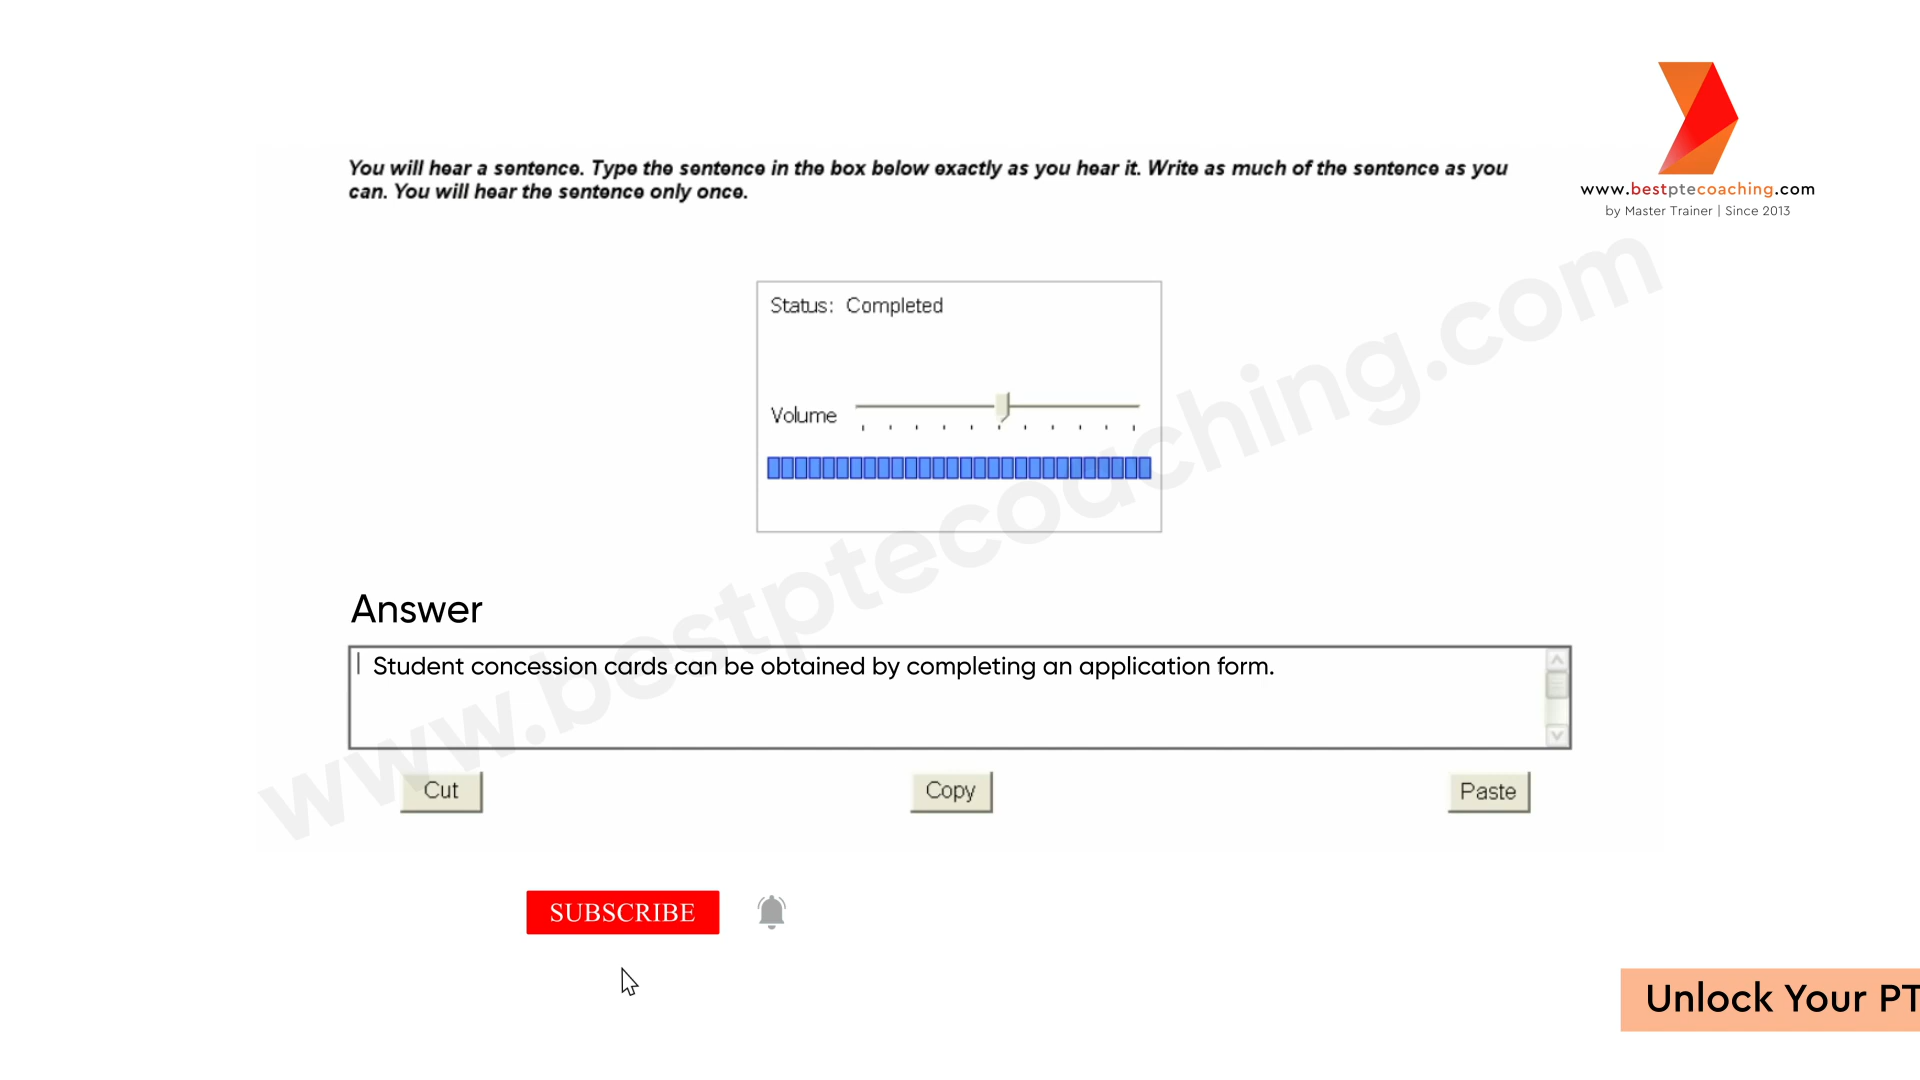 You will hear a sentence. Type the sentence in the box below exactly as you hear it. Write as much of the sentence as you
can. You will hear the sentence only once.
www.bestptecoaching.com
by Master Trainer | Since 2013
Status: Completed
Volume
www.bestptecoaching.com
Answer
Student concession cards can be obtained by completing an application form.
Cut
Copy
Paste
SUBSCRIBE
Unlock Your PT